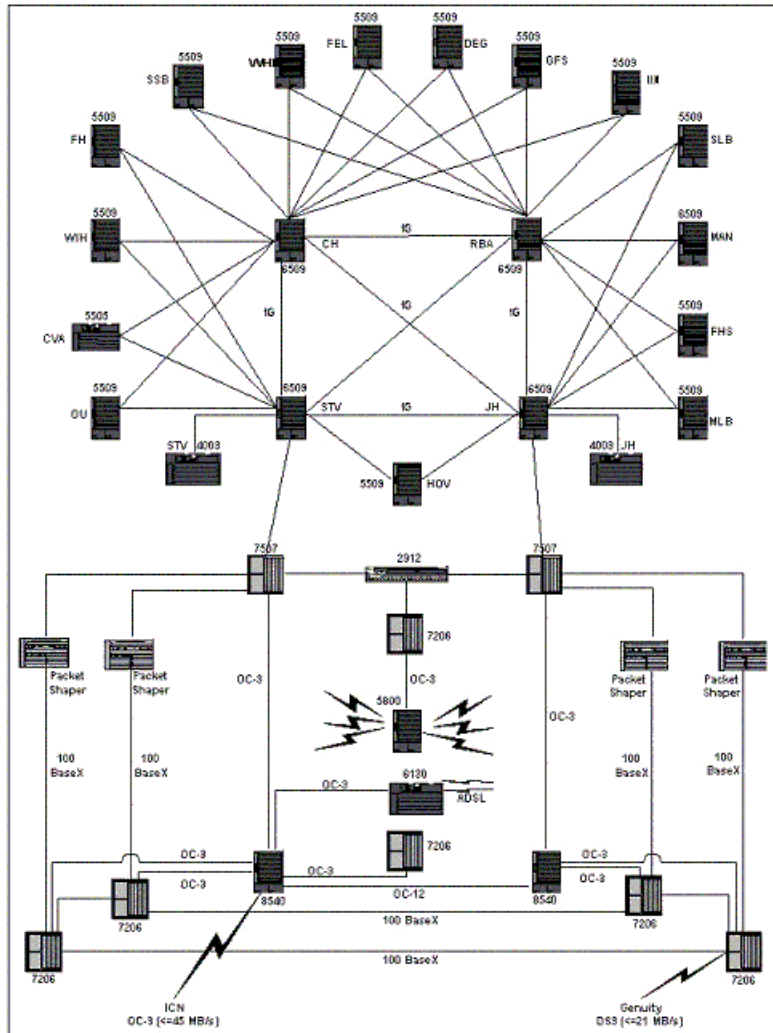 5509
FEL
5509
DEG
5509
5509
GFS
5509
SSB
5509
5509
FH
5509
SLB
5509
WIH
CH
1G
RBA
6509
MAN
6509
6509
5505
CVA
1G
1G
1G
5509
FHS
5509
OU
6509
STV
1G
JH
6509
5509
MLB
STV 4003
5509
HOV
4003 JH
7507
2912
7507
7206
Packet
Shaper
Packet
Shaper
OC-3
OC-3
5800
OC-3
Packet
Shaper
Packet
Shaper
100
BaseX
100
BaseX
100
BaseX
100
BaseX
OC-3
6130
ADSL
7206
OC-3
OC-3
OC-3
OC-3
OC-3
8540
OC-12
8540
7206
100 BaseX
7206
7206
100 BaseX
7206
ICN
OC-3 (<=45 MB/s)
Genuity
DS3 (<=21 MB/s)